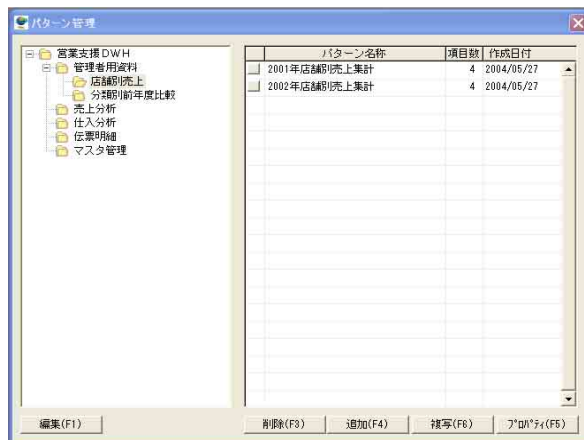 パターン管理
営業支援DWH
管理者用資料
店舗別売上
分類別前年度比較
売上分析
仕入分析
伝票明細
マスタ管理
パターン名称 項目数 作成日付
2001年店舗別売上集計 4 2004/05/27
2002年店舗別売上集計 4 2004/05/27
編集(F1) 削除(F3) 追加(F4) 複写(F6) ﾌﾟﾛﾊﾟﾃｨ(F5)